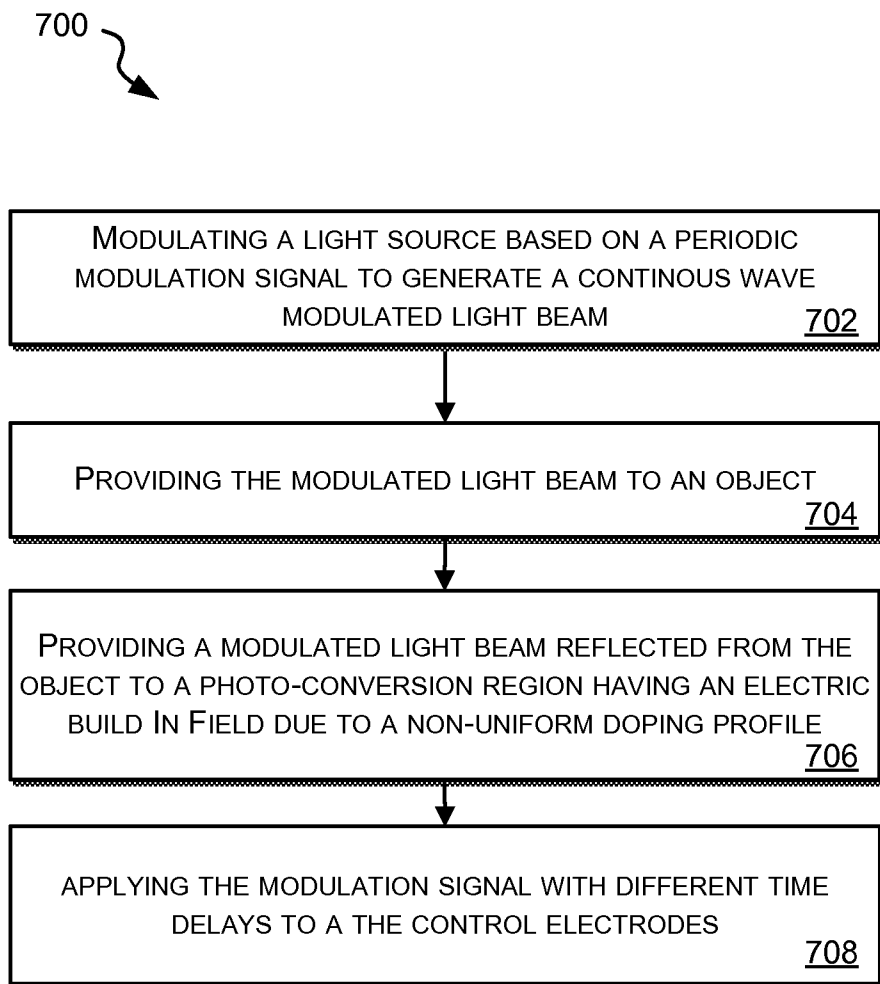 700
MODULATING A LIGHT SOURCE BASED ON A PERIODIC
MODULATION SIGNAL TO GENERATE A CONTINOUS WAVE
MODULATED LIGHT BEAM
702
PROVIDING THE MODULATED LIGHT BEAM TO AN OBJECT
704
PROVIDING A MODULATED LIGHT BEAM REFLECTED FROM THE
OBJECT TO A PHOTO-CONVERSION REGION HAVING AN ELECTRIC
BUILD IN FIELD DUE TO A NON-UNIFORM DOPING PROFILE
706
APPLYING THE MODULATION SIGNAL WITH DIFFERENT TIME
DELAYS TO A THE CONTROL ELECTRODES
708